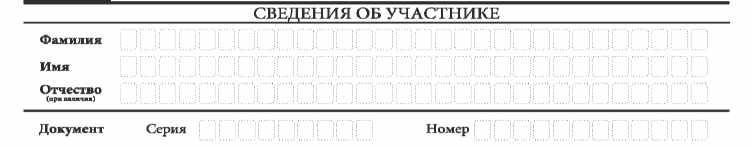 СВЕДЕНИЯ ОБ УЧАСТНИКЕ
Фамилия
Имя
Отчество
(при наличии)
Документ Серия Номер